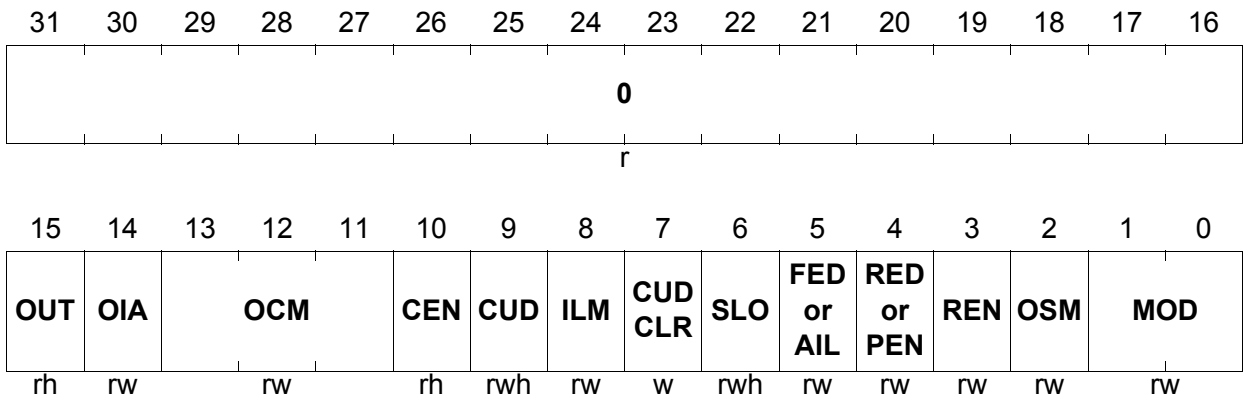 31 30 29 28 27 26 25 24 23 22 21 20 19 18 17 16
0
r
15 14 13 12 11 10 9 8 7 6 5 4 3 2 1 0
OUT OIA OCM CEN CUD ILM CUD CLR SLO FED or AIL RED or PEN REN OSM MOD
rh rw rw rh rwh rw w rwh rw rw rw rw rw